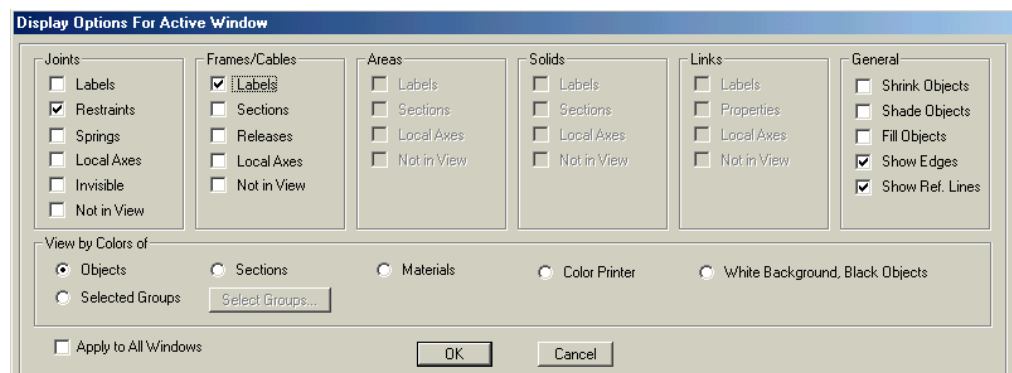 Display Options For Active Window
Joints
Labels
Restraints
Springs
Local Axes
Invisible
Not in View
Frames/Cables
Labels
Sections
Releases
Local Axes
Not in View
Areas
Labels
Sections
Local Axes
Not in View
Solids
Labels
Sections
Local Axes
Not in View
Links
Labels
Properties
Local Axes
Not in View
General
Shrink Objects
Shade Objects
Fill Objects
Show Edges
Show Ref. Lines
View by Colors of
Objects
Sections
Materials
Color Printer
White Background, Black Objects
Selected Groups
Select Groups...
Apply to All Windows
OK
Cancel